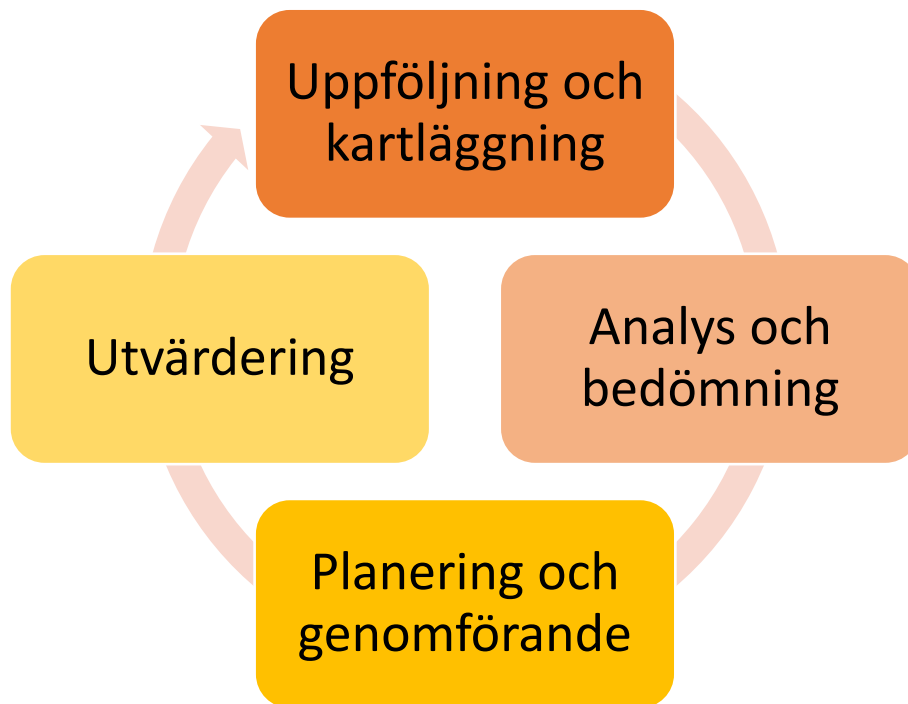 Uppföljning och
kartläggning
Analys och
bedömning
Planering och
genomförande
Utvärdering